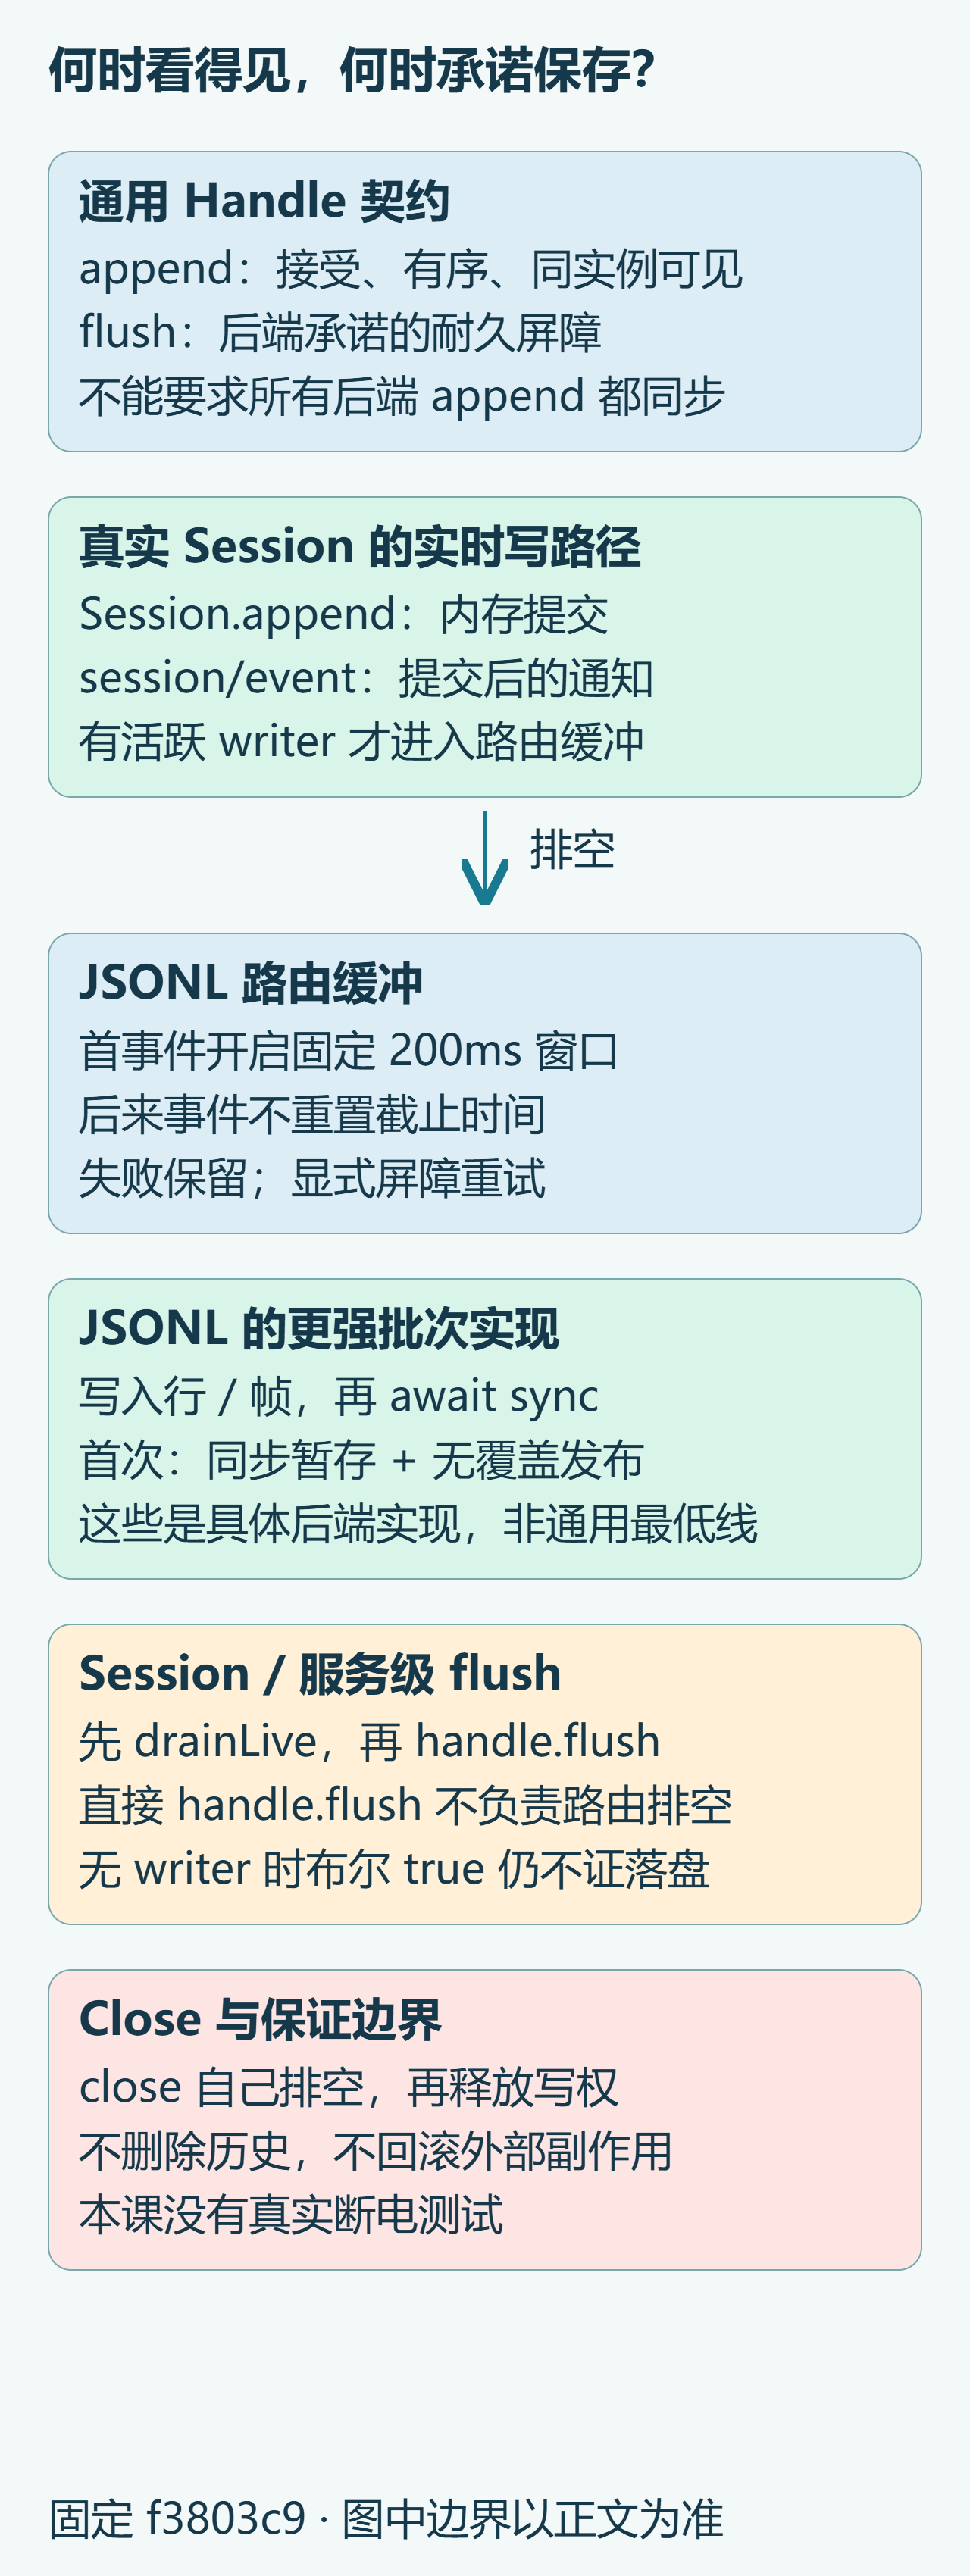 何时看得见，何时承诺保存？
通用 Handle 契约
append：接受、有序、同实例可见
flush：后端承诺的耐久屏障
不能要求所有后端 append 都同步
真实 Session 的实时写路径
Session.append：内存提交
session/event：提交后的通知
有活跃 writer 才进入路由缓冲
排空
JSONL 路由缓冲
首事件开启固定 200ms 窗口
后来事件不重置截止时间
失败保留；显式屏障重试
JSONL 的更强批次实现
写入行 / 帧，再 await sync
首次：同步暂存 + 无覆盖发布
这些是具体后端实现，非通用最低线
Session / 服务级 flush
先 drainLive，再 handle.flush
直接 handle.flush 不负责路由排空
无 writer 时布尔 true 仍不证落盘
Close 与保证边界
close 自己排空，再释放写权
不删除历史，不回滚外部副作用
本课没有真实断电测试
固定 f3803c9 · 图中边界以正文为准